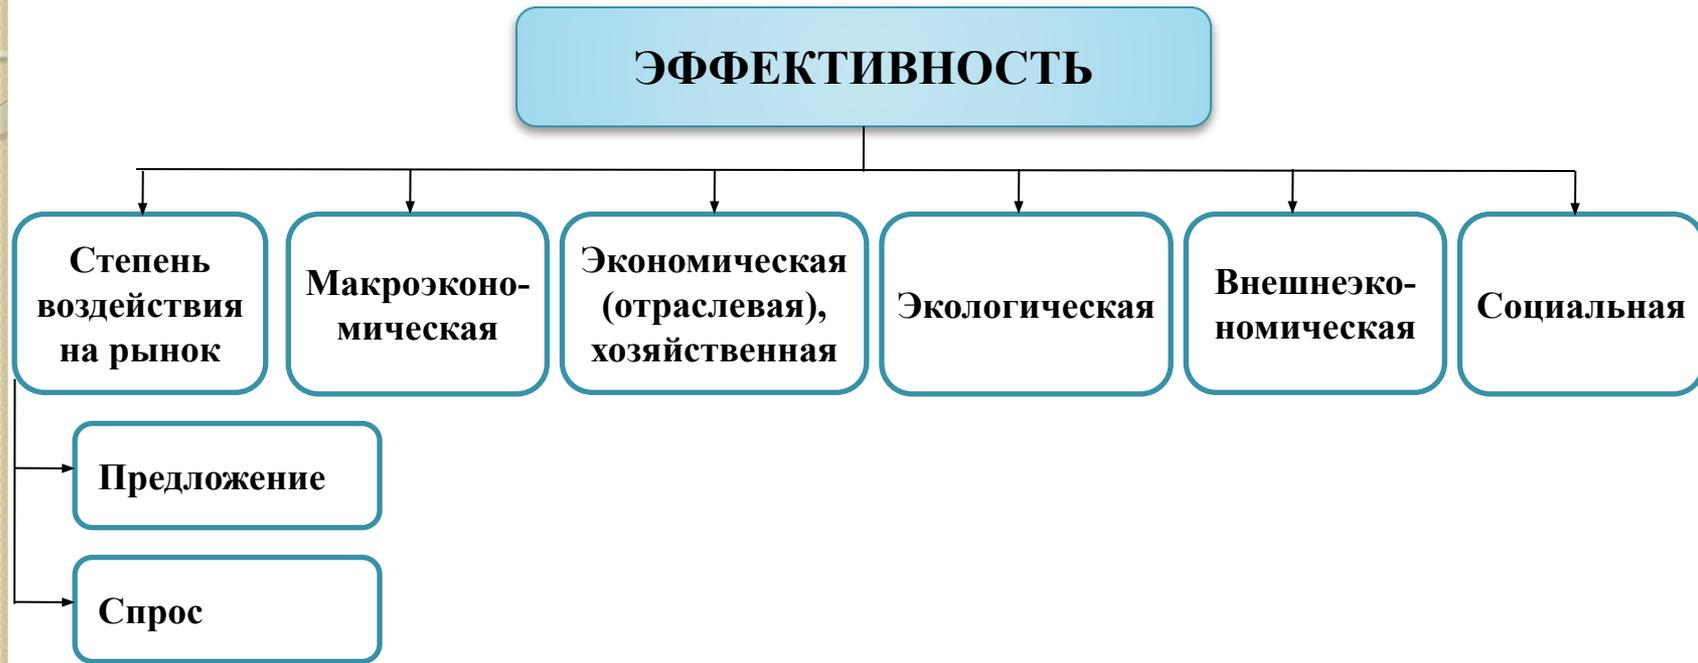 ЭФФЕКТИВНОСТЬ
Степень
воздействия
на рынок
Макроэконо-
мическая
Экономическая
(отраслевая),
хозяйственная
Экологическая
Внешнеэко-
номическая
Социальная
Предложение
Спрос